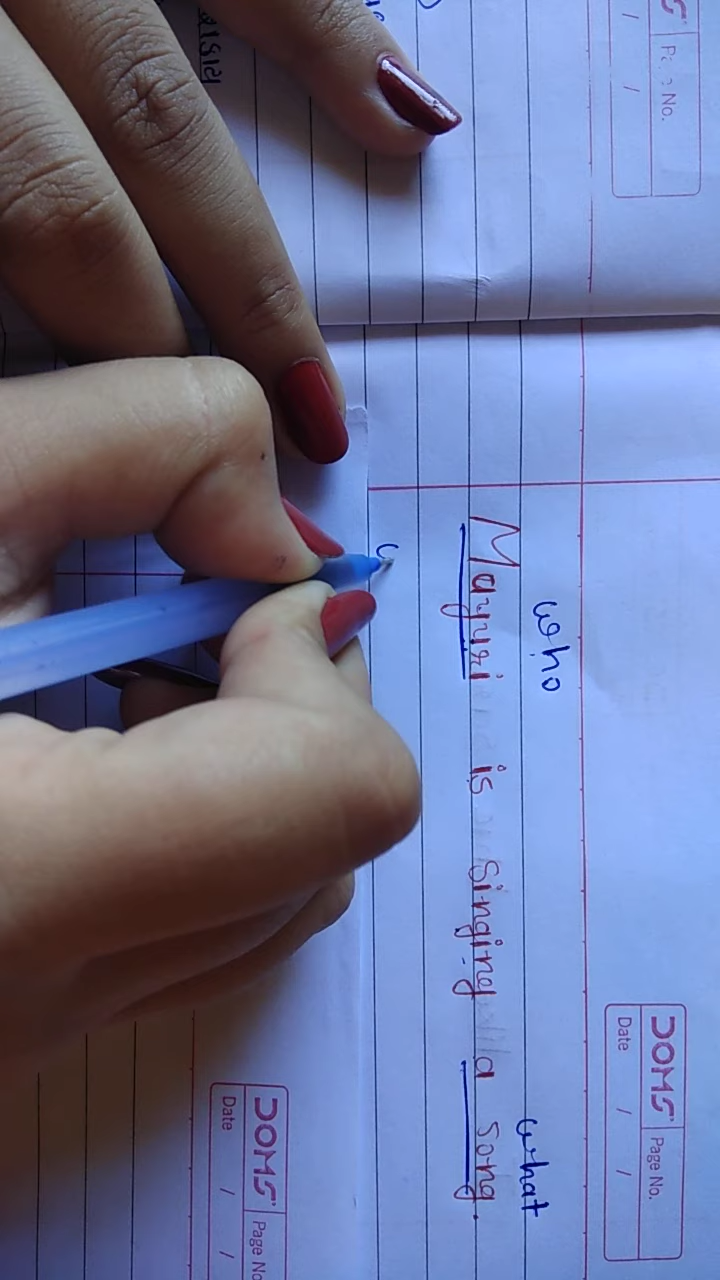 DOMS Page No.
Date / /
who what
Mayuri is singing a song.
DOMS Page No
Date / /